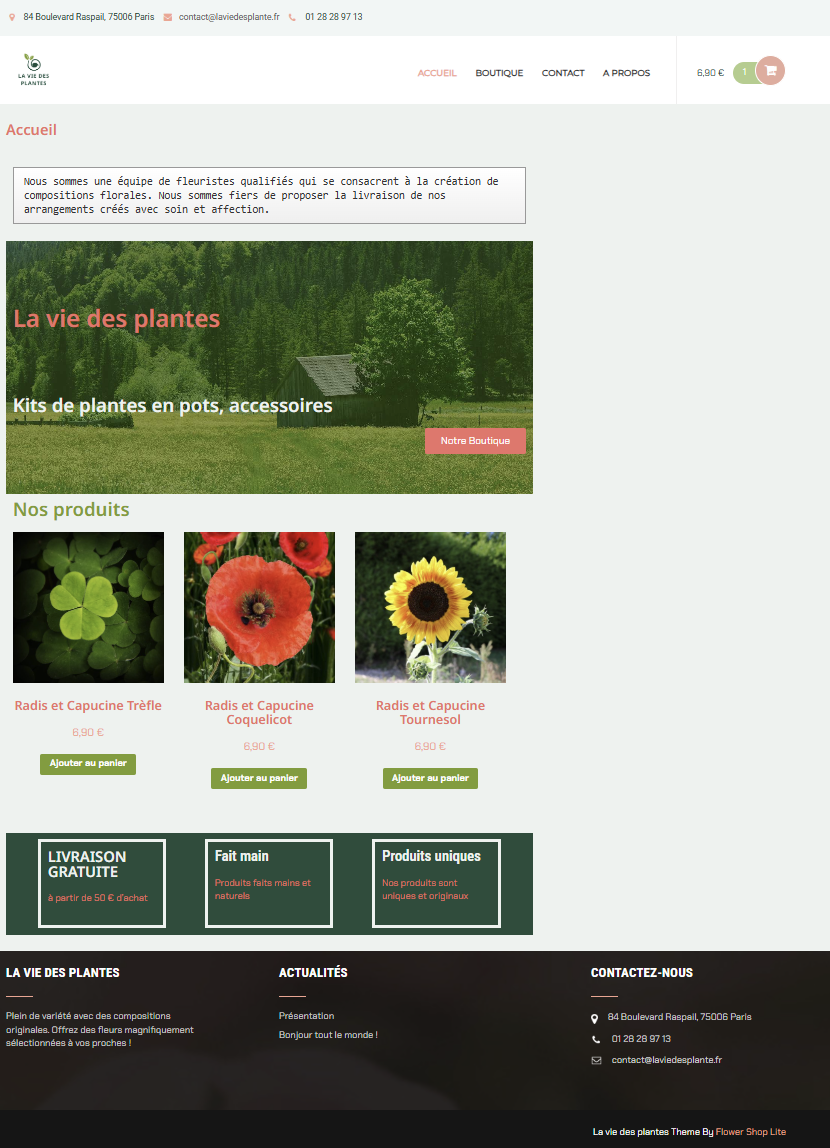 84 Boulevard Raspail, 75006 Paris contact@laviedesplante.fr 01 28 28 97 13
LA VIE DES
PLANTES
ACCUEIL BOUTIQUE CONTACT A PROPOS 6,90 € 1
Accueil
Nous sommes une équipe de fleuristes qualifiés qui se consacrent à la création de
compositions florales. Nous sommes fiers de proposer la livraison de nos
arrangements créés avec soin et affection.
La vie des plantes
Kits de plantes en pots, accessoires
Notre Boutique
Nos produits
Radis et Capucine Trèfle
6,90 €
Ajouter au panier
Radis et Capucine
Coquelicot
6,90 €
Ajouter au panier
Radis et Capucine
Tournesol
6,90 €
Ajouter au panier
LIVRAISON
GRATUITE
à partir de 50 € d'achat
Fait main
Produits faits mains et
naturels
Produits uniques
Nos produits sont
uniques et originaux
LA VIE DES PLANTES
Plein de variété avec des compositions
originales. Offrez des fleurs magnifiquement
sélectionnées à vos proches !
ACTUALITÉS
Présentation
Bonjour tout le monde !
CONTACTEZ-NOUS
84 Boulevard Raspail, 75006 Paris
01 28 28 97 13
contact@laviedesplante.fr
La vie des plantes Theme By Flower Shop Lite